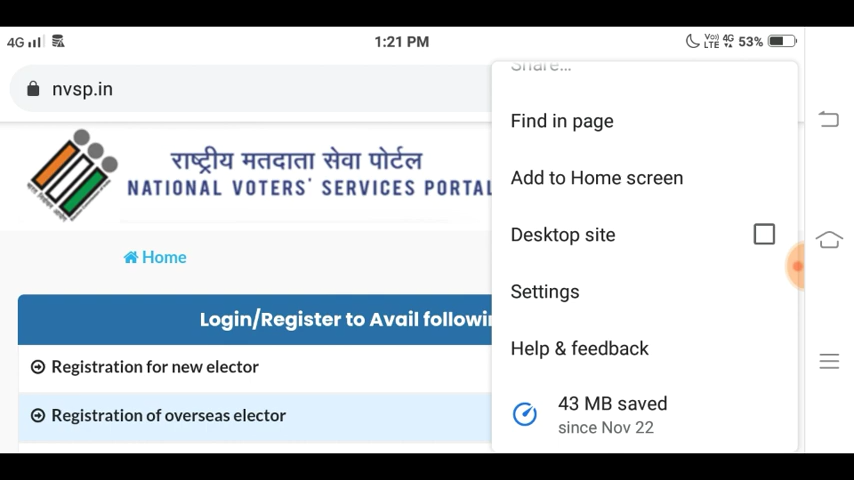 4G
1:21 PM
Vo) LTE 4G 53%
nvsp.in
Share...
Find in page
Add to Home screen
Desktop site
Settings
Help & feedback
43 MB saved
since Nov 22
राष्ट्रीय मतदाता सेवा पोर्टल
NATIONAL VOTERS' SERVICES PORTAL
Home
Login/Register to Avail followin
Registration for new elector
Registration of overseas elector